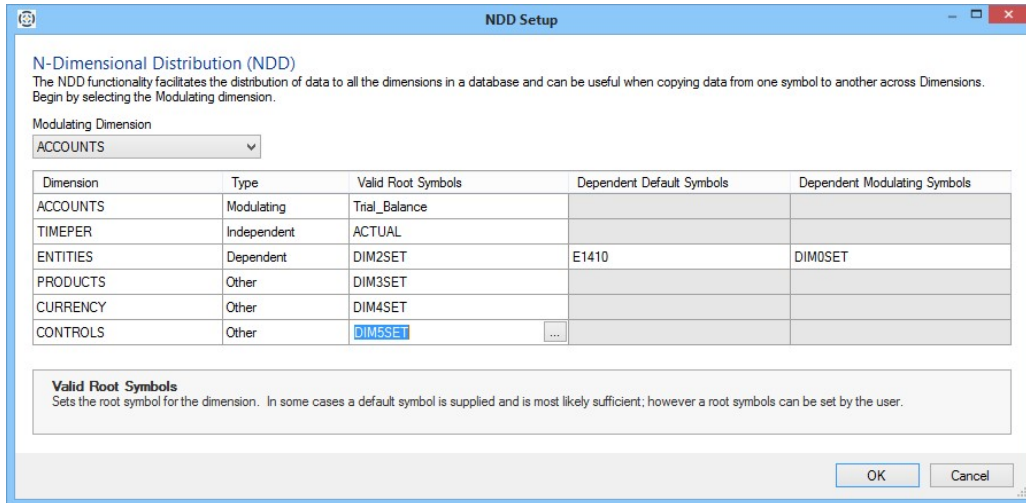 NDD Setup
N-Dimensional Distribution (NDD)
The NDD functionality facilitates the distribution of data to all the dimensions in a database and can be useful when copying data from one symbol to another across Dimensions.
Begin by selecting the Modulating dimension.
Modulating Dimension
ACCOUNTS
Dimension Type Valid Root Symbols Dependent Default Symbols Dependent Modulating Symbols
ACCOUNTS Modulating Trial_Balance
TIMEPER Independent ACTUAL
ENTITIES Dependent DIM2SET E1410 DIM0SET
PRODUCTS Other DIM3SET
CURRENCY Other DIM4SET
CONTROLS Other DIM5SET ...
Valid Root Symbols
Sets the root symbol for the dimension. In some cases a default symbol is supplied and is most likely sufficient; however a root symbols can be set by the user.
OK Cancel